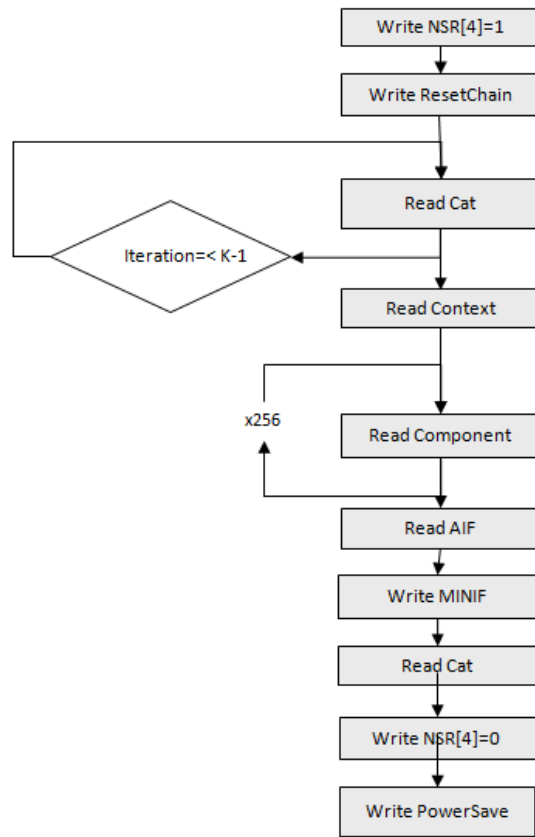 Write NSR[4]=1
Write ResetChain
Read Cat
Iteration=< K-1
Read Context
x256
Read Component
Read AIF
Write MINIF
Read Cat
Write NSR[4]=0
Write PowerSave